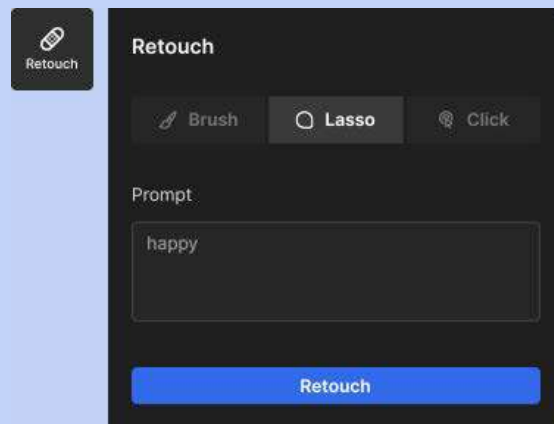 Retouch
Retouch
Brush
Lasso
Click
Prompt
happy
Retouch